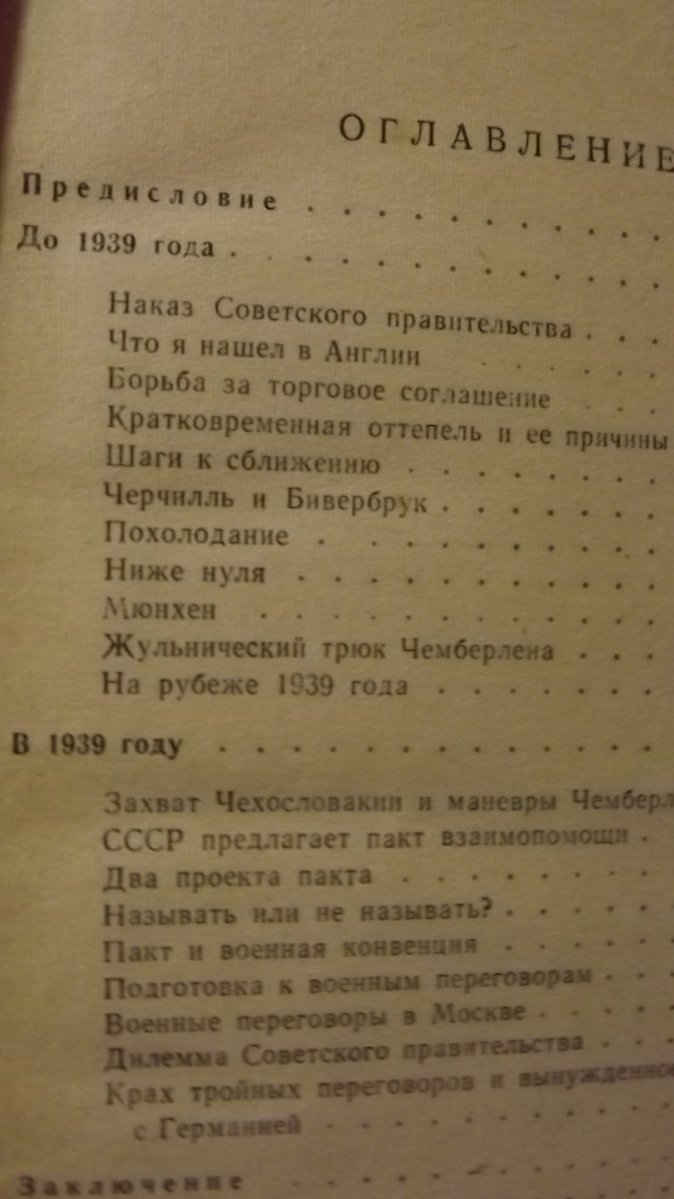 ОГЛАВЛЕНИЕ
Предисловие . . . . . . . . . .
До 1939 года . . . . . . . . . . . .
Наказ Советского правительства . . .
Что я нашел в Англии . . . . .
Борьба за торговое соглашение . . .
Кратковременная оттепель и ее причины
Шаги к сближению . . . . . . .
Черчилль и Бивербрук . . . . . .
Похолодание . . . . . . . . .
Ниже нуля . . . . . . . . . .
Мюнхен . . . . . . . . . . .
Жульнический трюк Чемберлена . . .
На рубеже 1939 года . . . . . .
В 1939 году . . . . . . . . . . . .
Захват Чехословакии и маневры Чемберл
СССР предлагает пакт взаимопомощи .
Два проекта пакта . . . . . . .
Называть или не называть? . . . . .
Пакт и военная конвенция . . . . .
Подготовка к военным переговорам . .
Военные переговоры в Москве . . . .
Дилемма Советского правительства . . .
Крах тройных переговоров и вынужденное
с Германией . . . . . . . . .
Заключение . . . . . . . . . .